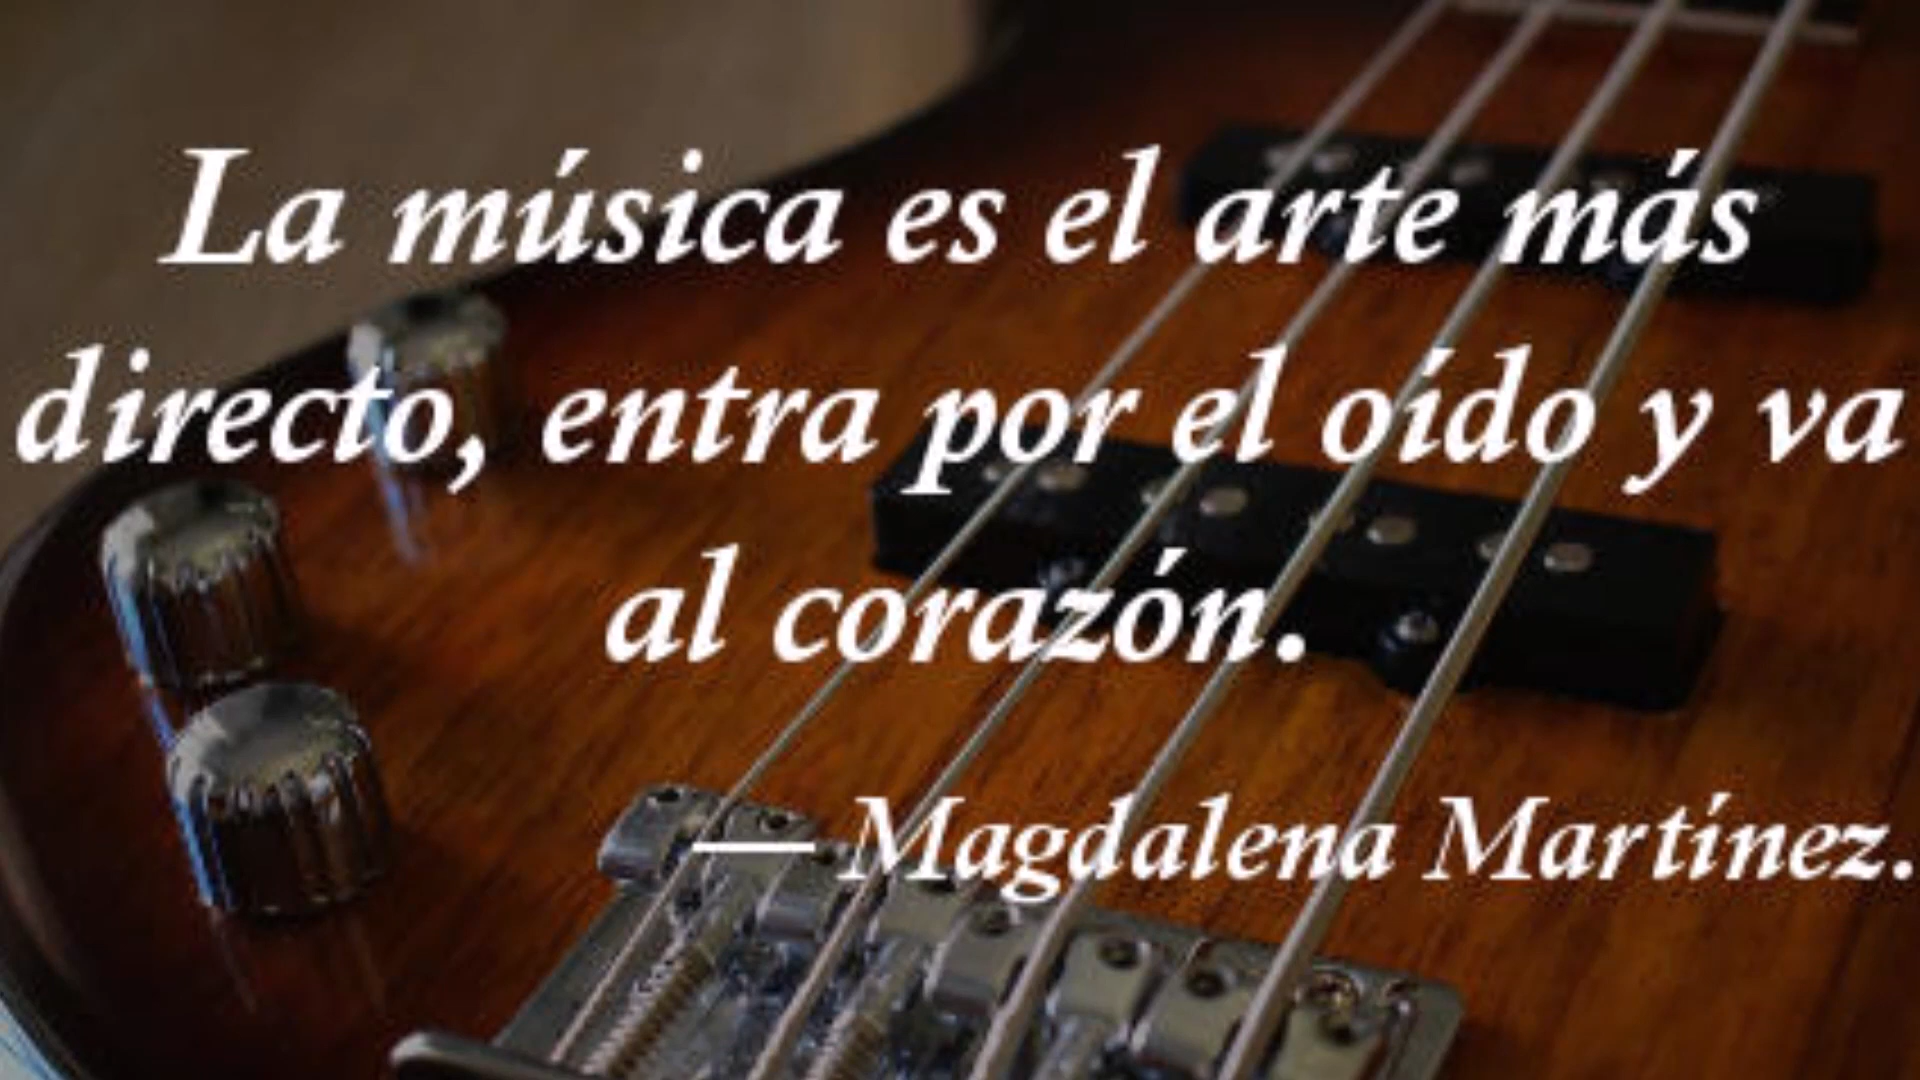 La música es el arte más
directo, entra por el oído y va
al corazón.
— Magdalena Martínez.